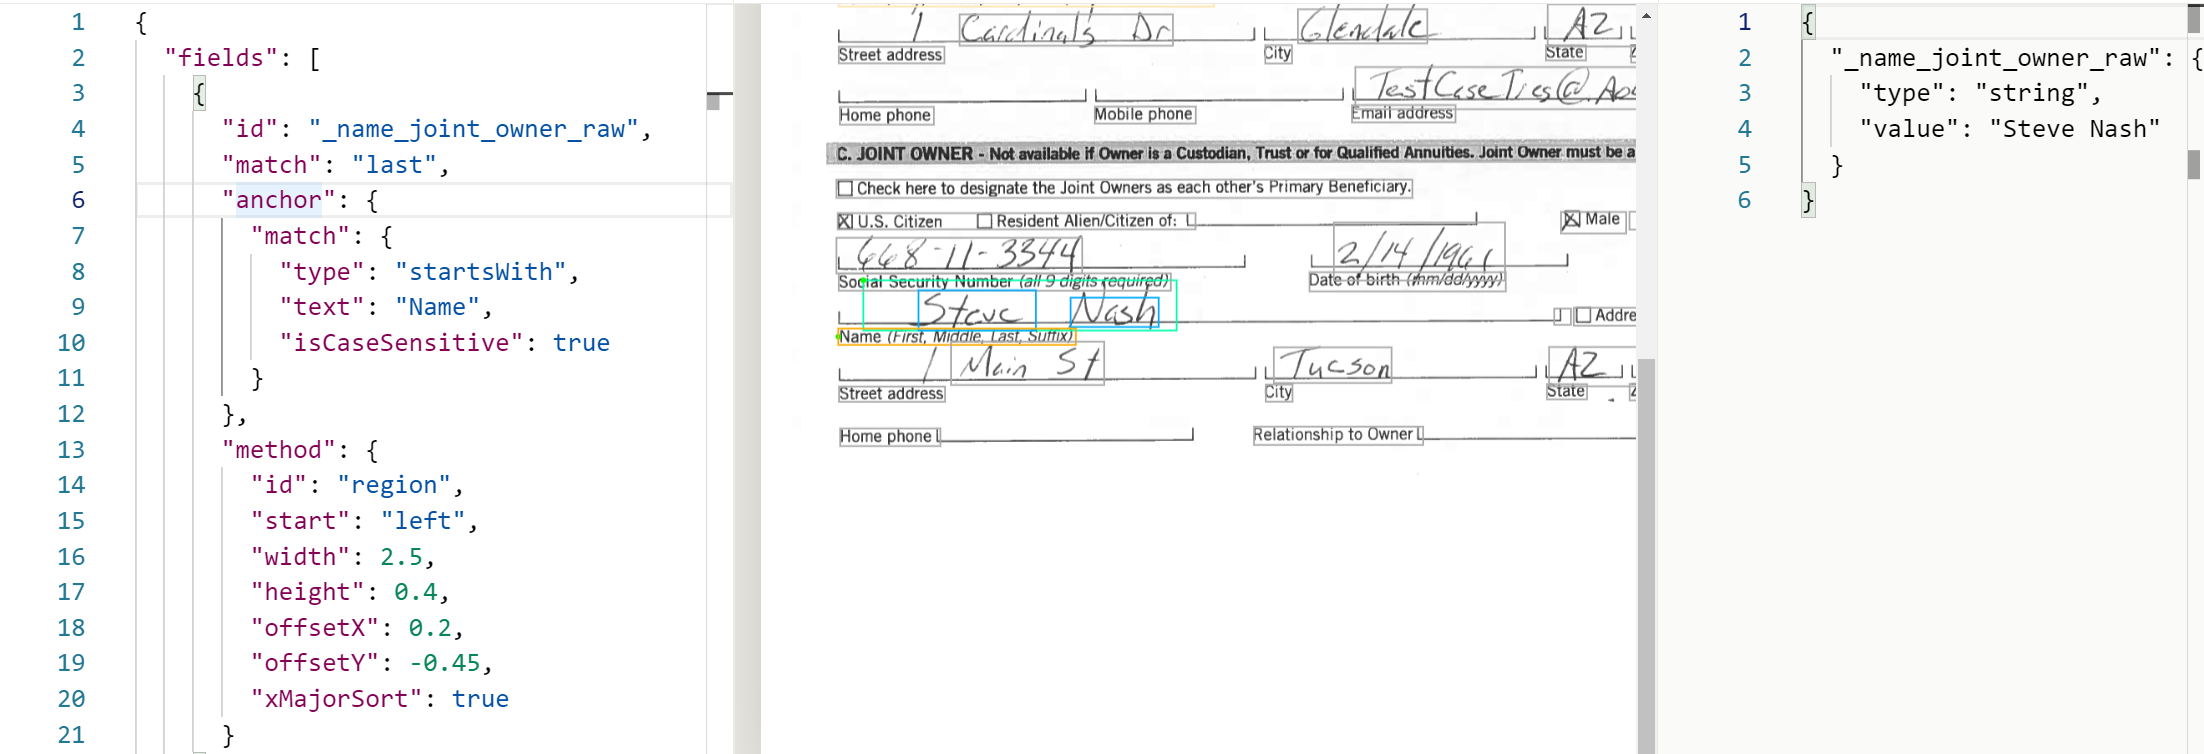 1 {
2 "fields": [
3 {
4 "id": "_name_joint_owner_raw",
5 "match": "last",
6 "anchor": {
7 "match": {
8 "type": "startsWith",
9 "text": "Name",
10 "isCaseSensitive": true
11 }
12 },
13 "method": {
14 "id": "region",
15 "start": "left",
16 "width": 2.5,
17 "height": 0.4,
18 "offsetX": 0.2,
19 "offsetY": -0.45,
20 "xMajorSort": true
21 }
1 Cardinals Dr Glendale AZ
Street address City State
Home phone Mobile phone Email address
C. JOINT OWNER - Not available if Owner is a Custodian, Trust or for Qualified Annuities. Joint Owner must be a
Check here to designate the Joint Owners as each other's Primary Beneficiary.
U.S. Citizen Resident Alien/Citizen of: Male
668-11-3344 2/14/1961
Social Security Number (all 9 digits required) Date of birth (mm/dd/yyyy)
Steve Nash Addre
Name (First, Middle, Last, Suffix)
1 Main St Tucson AZ
Street address City State
Home phone Relationship to Owner
1 {
2 "_name_joint_owner_raw": {
3 "type": "string",
4 "value": "Steve Nash"
5 }
6 }